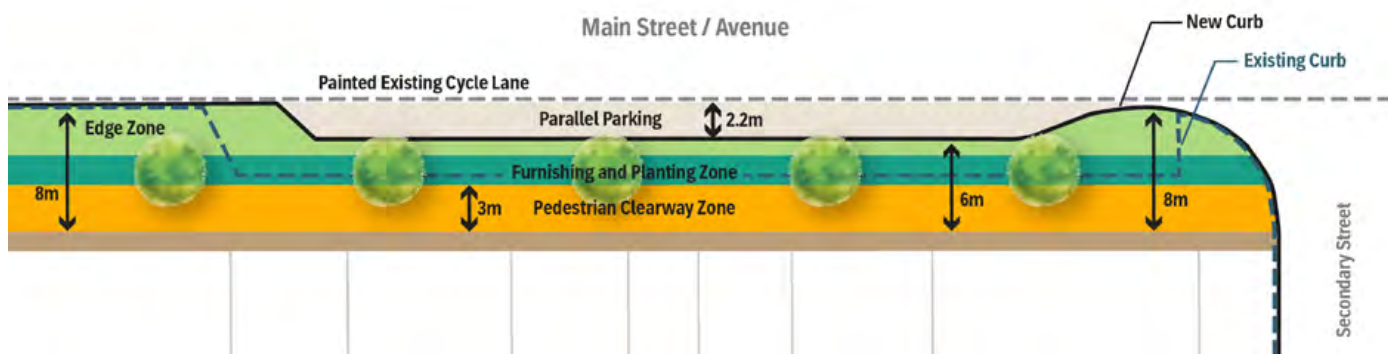 Main Street / Avenue
New Curb
Existing Curb
Painted Existing Cycle Lane
Parallel Parking
2.2m
Edge Zone
8m
Furnishing and Planting Zone
3m
Pedestrian Clearway Zone
6m
8m
Secondary Street